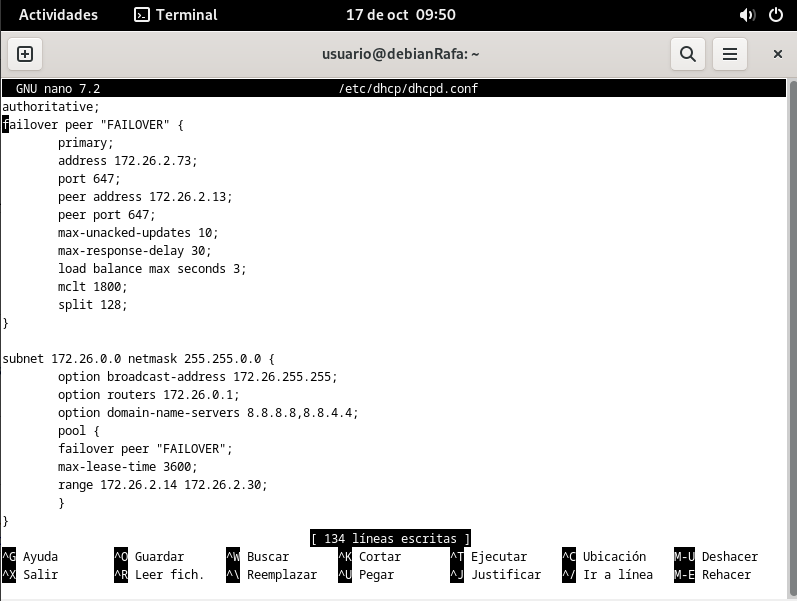 Actividades Terminal 17 de oct 09:50
usuario@debianRafa: ~
GNU nano 7.2 /etc/dhcp/dhcpd.conf
authoritative;
failover peer "FAILOVER" {
primary;
address 172.26.2.73;
port 647;
peer address 172.26.2.13;
peer port 647;
max-unacked-updates 10;
max-response-delay 30;
load balance max seconds 3;
mclt 1800;
split 128;
}
subnet 172.26.0.0 netmask 255.255.0.0 {
option broadcast-address 172.26.255.255;
option routers 172.26.0.1;
option domain-name-servers 8.8.8.8,8.8.4.4;
pool {
failover peer "FAILOVER";
max-lease-time 3600;
range 172.26.2.14 172.26.2.30;
}
}
[ 134 líneas escritas ]
^G Ayuda ^O Guardar ^W Buscar ^K Cortar ^T Ejecutar ^C Ubicación M-U Deshacer
^X Salir ^R Leer fich. ^\ Reemplazar ^U Pegar ^J Justificar ^/ Ir a línea M-E Rehacer